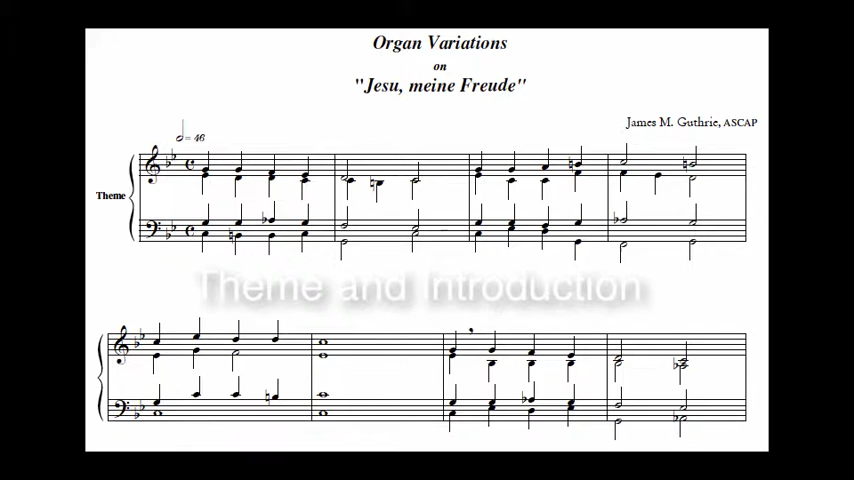 Organ Variations
on
"Jesu, meine Freude"
James M. Guthrie, ASCAP
= 46
Theme
Theme and Introduction